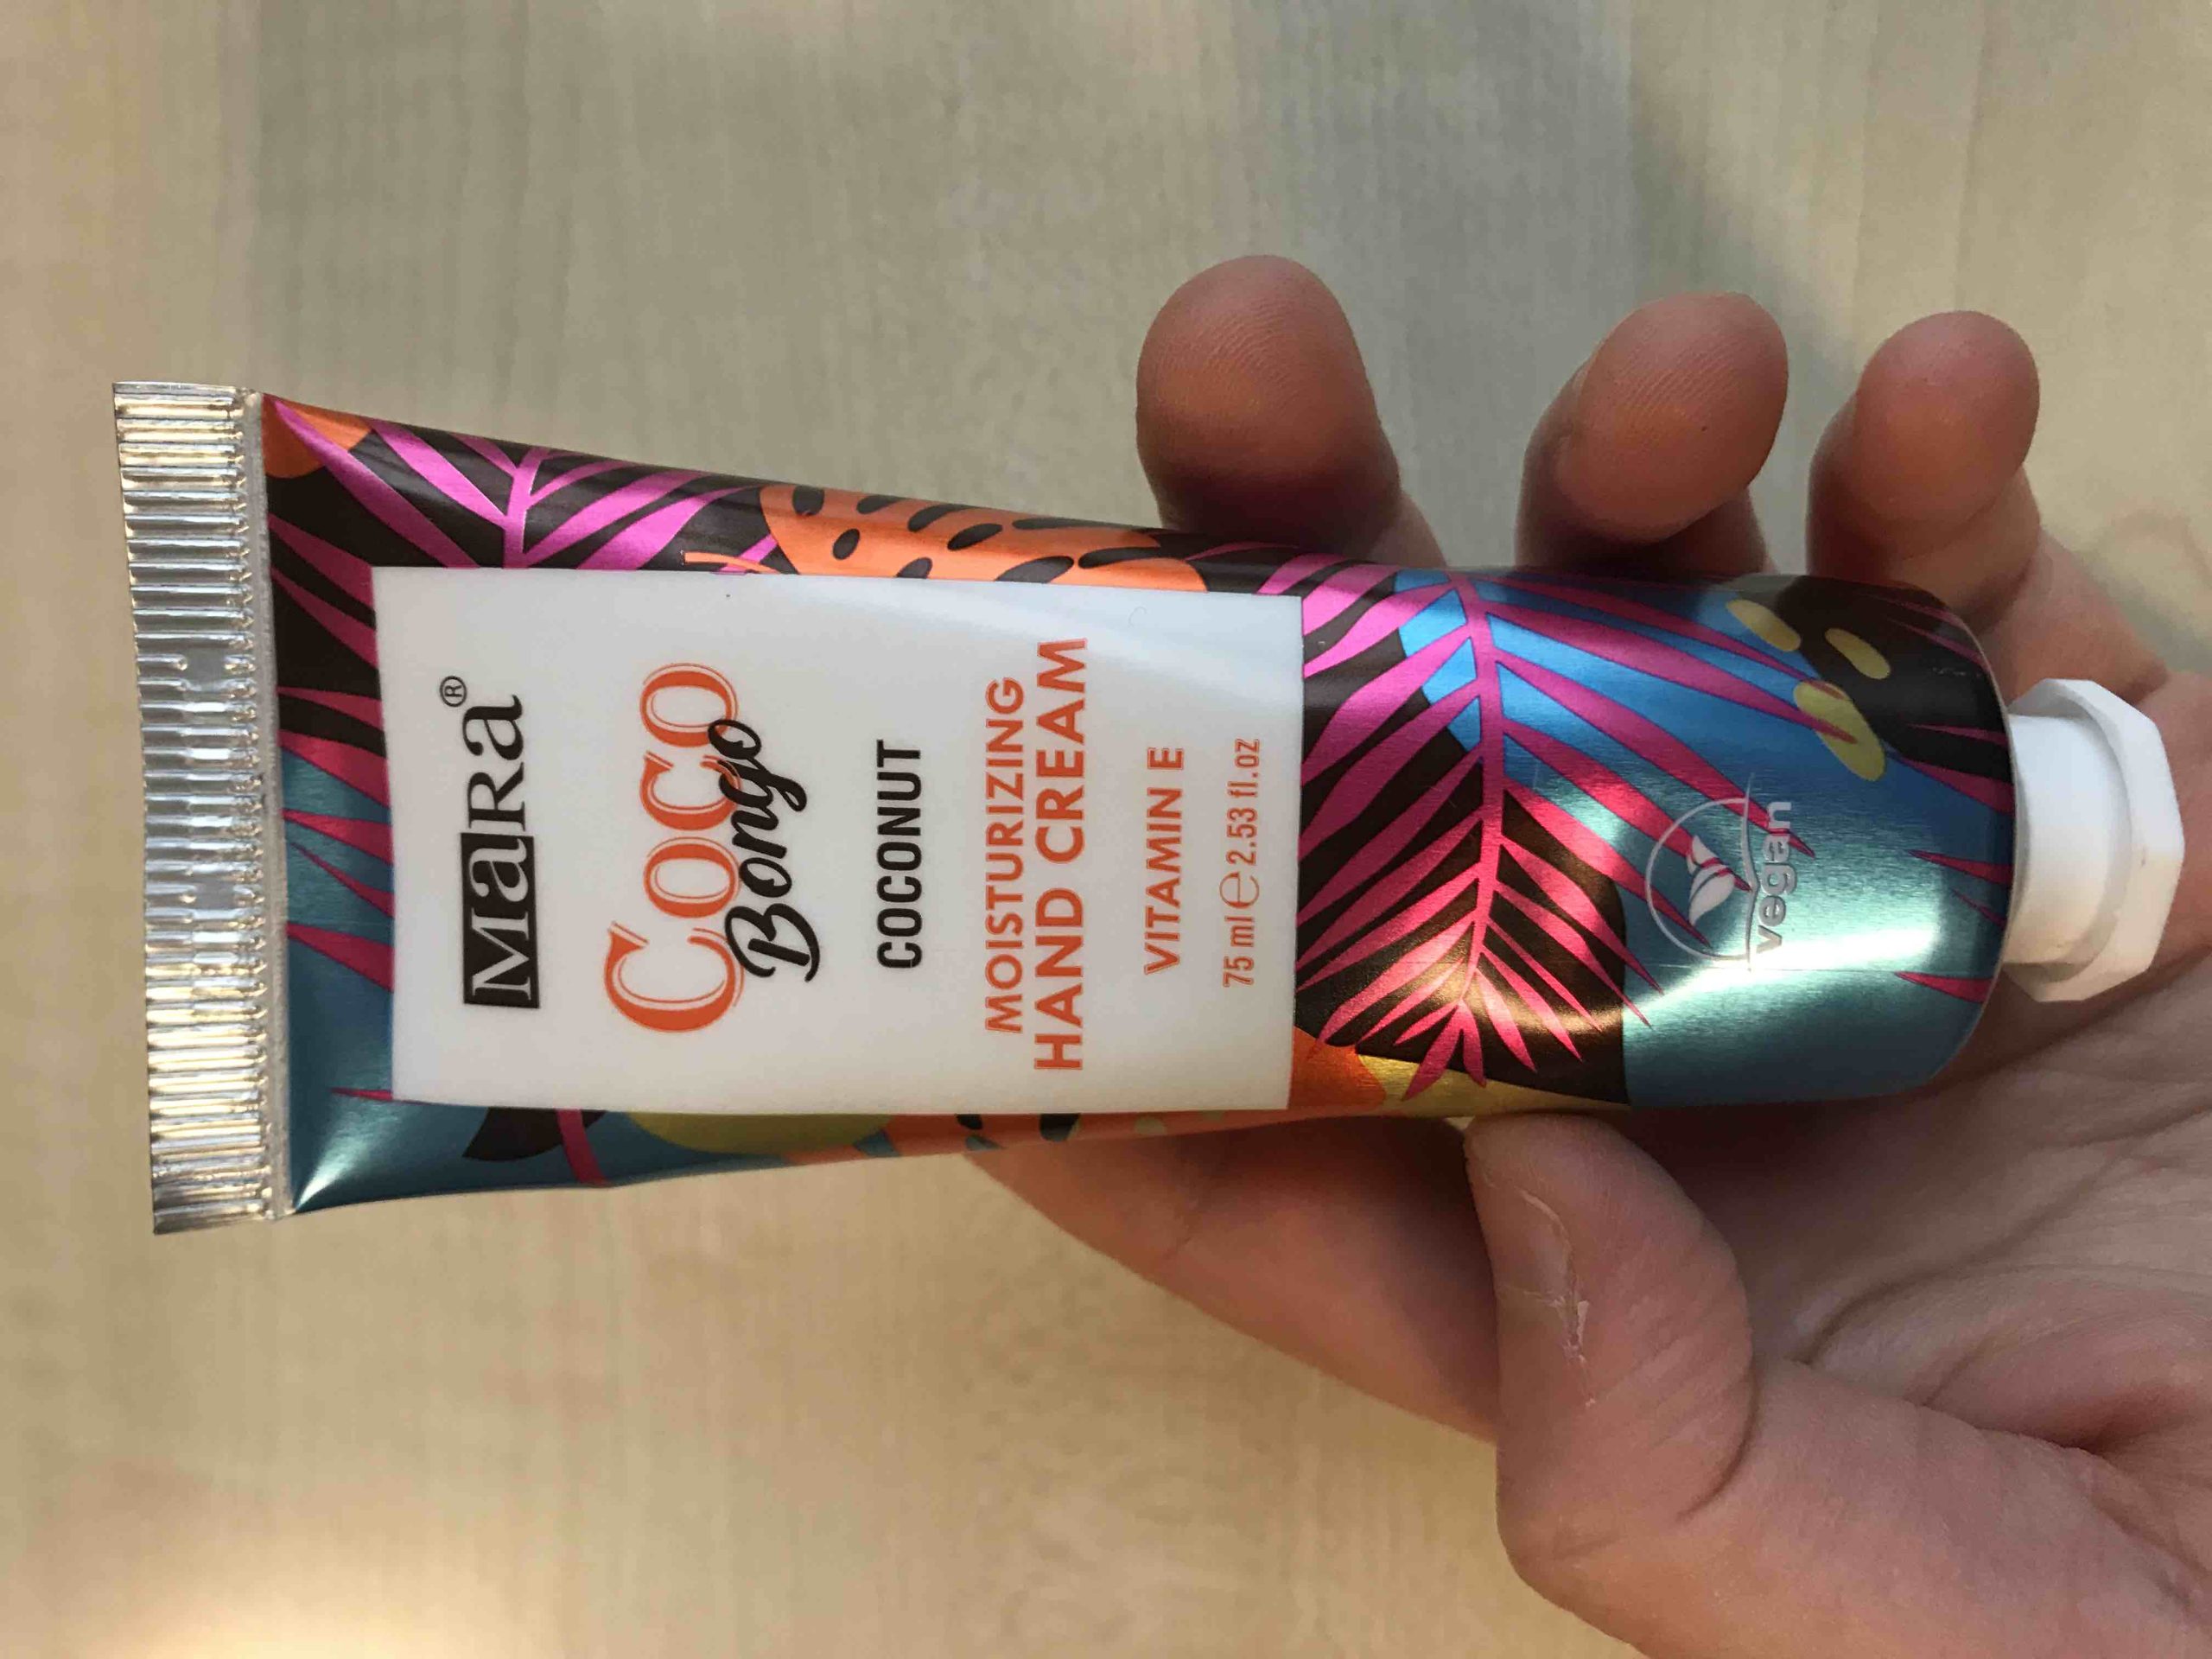 MaRa®
Coco
Bongo
COCONUT
MOISTURIZING
HAND CREAM
VITAMIN E
75 ml ℮ 2.53 fl.oz
vegan